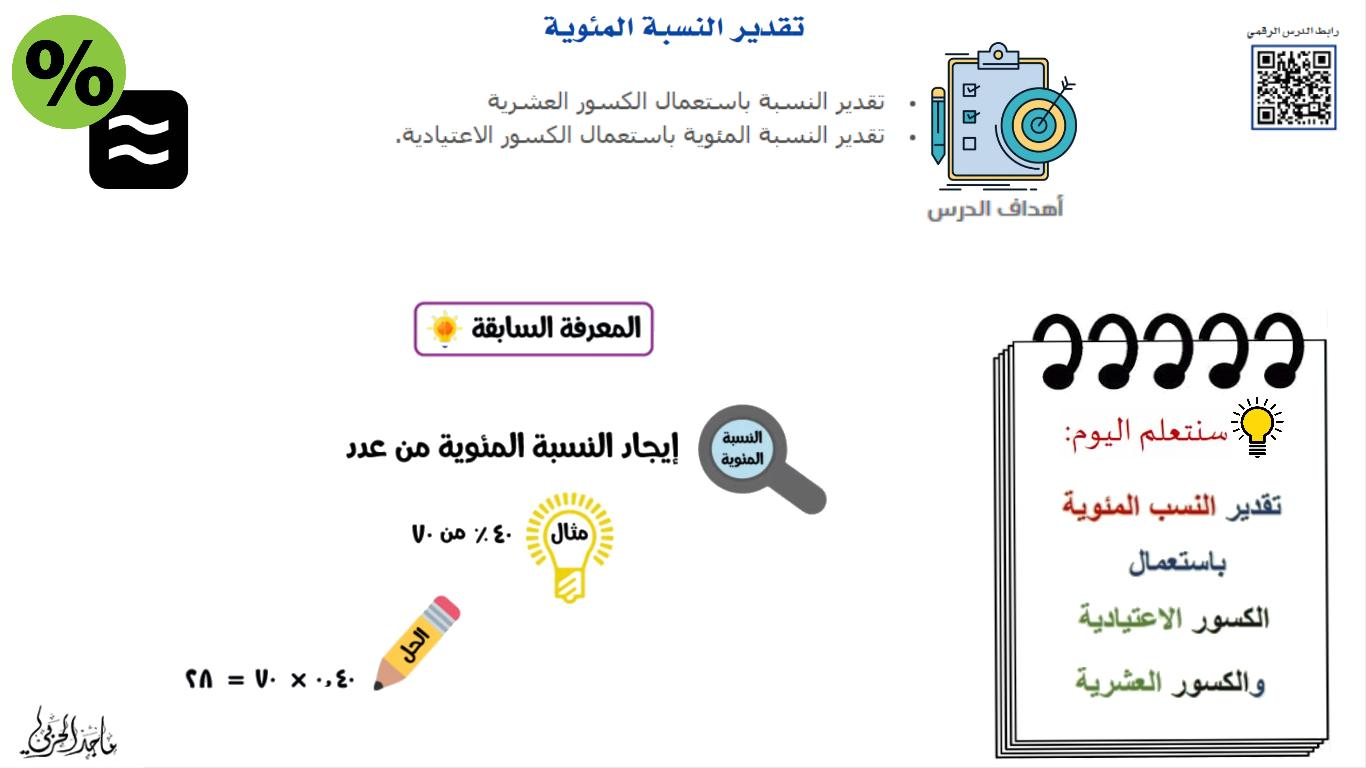 تقدير النسبة المئوية
رابط الدرس الرقمي
%
≈
• تقدير النسبة باستعمال الكسور العشرية
• تقدير النسبة المئوية باستعمال الكسور الاعتيادية.
أهداف الدرس
المعرفة السابقة
سنتعلم اليوم:
تقدير النسب المئوية
باستعمال
الكسور الاعتيادية
والكسور العشرية
النسبة
المئوية
إيجاد النسبة المئوية من عدد
مثال
٤٠ ٪ من ٧٠
الحل
٠,٤٠ × ٧٠ = ٢٨
ماجد الحربي